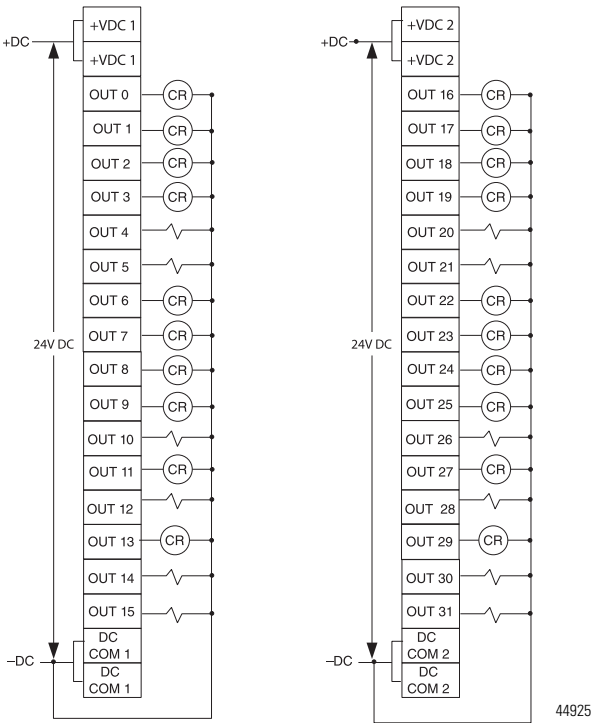 +VDC 1
+DC
+VDC 1
OUT 0 CR
OUT 1 CR
OUT 2 CR
OUT 3 CR
OUT 4
OUT 5
OUT 6 CR
OUT 7 CR
24V DC
OUT 8 CR
OUT 9 CR
OUT 10
OUT 11 CR
OUT 12
OUT 13 CR
OUT 14
OUT 15
DC
COM 1
–DC
DC
COM 1
+VDC 2
+DC
+VDC 2
OUT 16 CR
OUT 17 CR
OUT 18 CR
OUT 19 CR
OUT 20
OUT 21
OUT 22 CR
OUT 23 CR
24V DC
OUT 24 CR
OUT 25 CR
OUT 26
OUT 27 CR
OUT 28
OUT 29 CR
OUT 30
OUT 31
DC
COM 2
–DC
DC
COM 2
44925